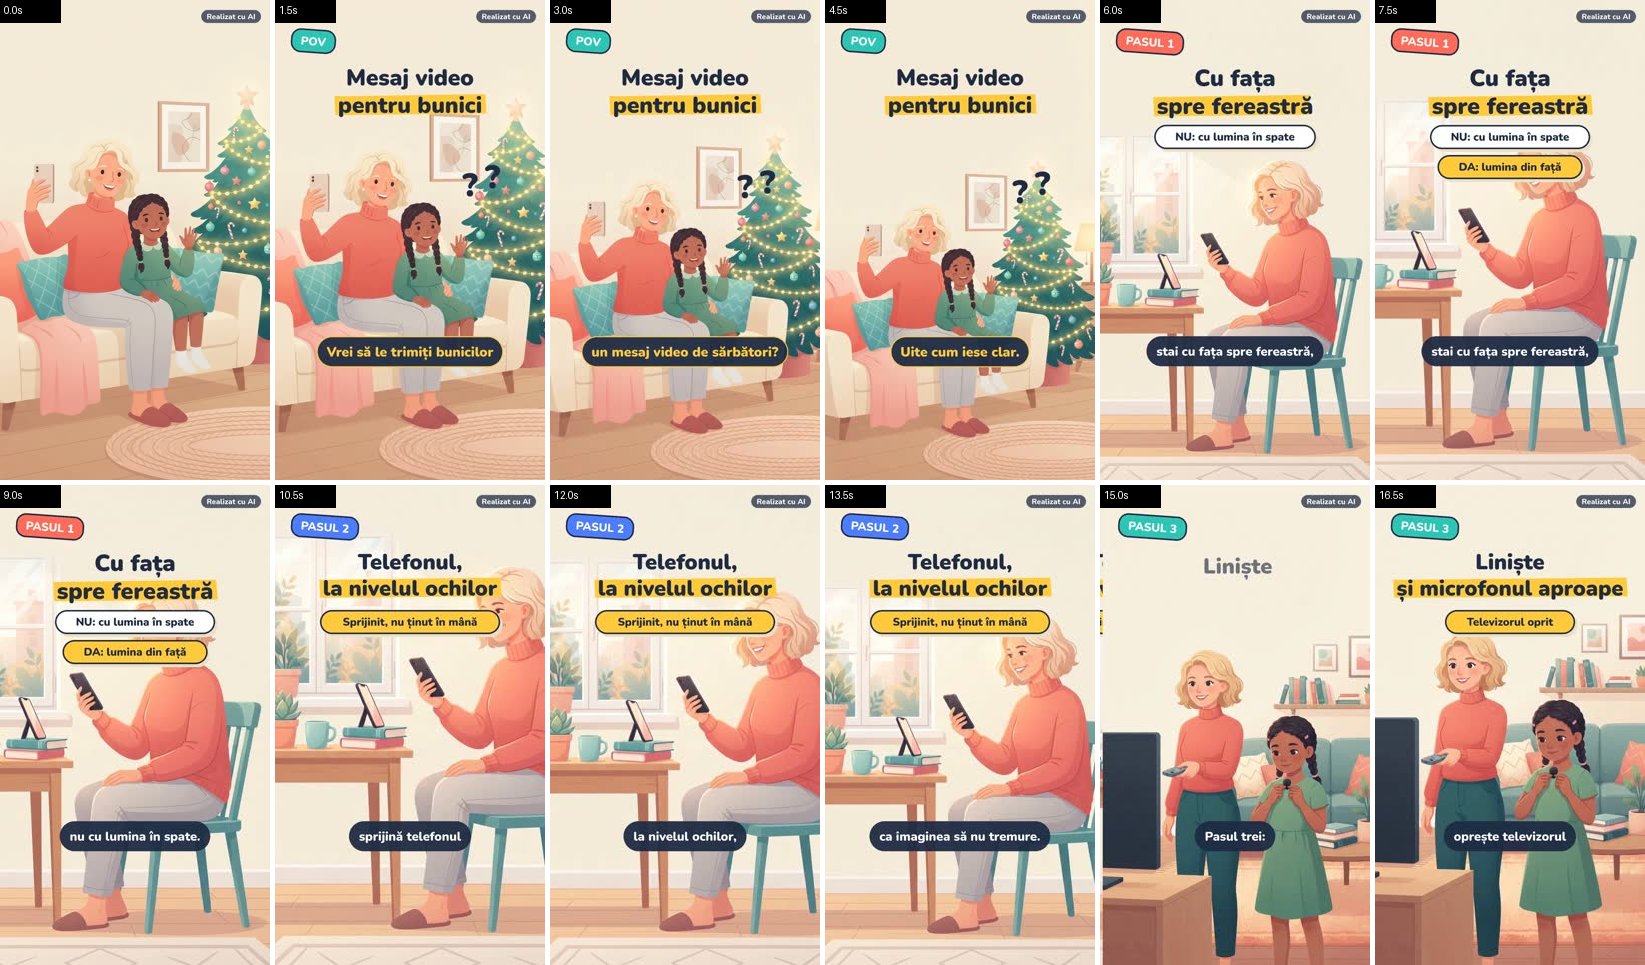 0.0s
Realizat cu AI
1.5s
Realizat cu AI
POV
Mesaj video
pentru bunici
? ?
Vrei să le trimiți bunicilor
3.0s
Realizat cu AI
POV
Mesaj video
pentru bunici
? ?
un mesaj video de sărbători?
4.5s
Realizat cu AI
POV
Mesaj video
pentru bunici
? ?
Uite cum iese clar.
6.0s
Realizat cu AI
PASUL 1
Cu fața
spre fereastră
NU: cu lumina în spate
stai cu fața spre fereastră,
7.5s
Realizat cu AI
PASUL 1
Cu fața
spre fereastră
NU: cu lumina în spate
DA: lumina din față
stai cu fața spre fereastră,
9.0s
Realizat cu AI
PASUL 1
Cu fața
spre fereastră
NU: cu lumina în spate
DA: lumina din față
nu cu lumina în spate.
10.5s
Realizat cu AI
PASUL 2
Telefonul,
la nivelul ochilor
Sprijinit, nu ținut în mână
sprijină telefonul
12.0s
Realizat cu AI
PASUL 2
Telefonul,
la nivelul ochilor
Sprijinit, nu ținut în mână
la nivelul ochilor,
13.5s
Realizat cu AI
PASUL 2
Telefonul,
la nivelul ochilor
Sprijinit, nu ținut în mână
ca imaginea să nu tremure.
15.0s
Realizat cu AI
PASUL 3
Liniște
Pasul trei:
16.5s
Realizat cu AI
PASUL 3
Liniște
și microfonul aproape
Televizorul oprit
oprește televizorul